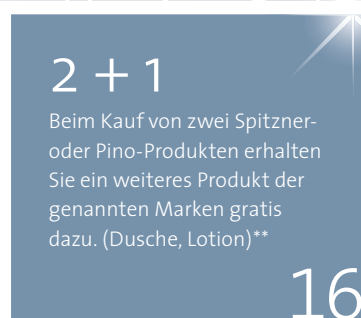 2 + 1
Beim Kauf von zwei Spitzner-
oder Pino-Produkten erhalten
Sie ein weiteres Produkt der
genannten Marken gratis
dazu. (Dusche, Lotion)**
16